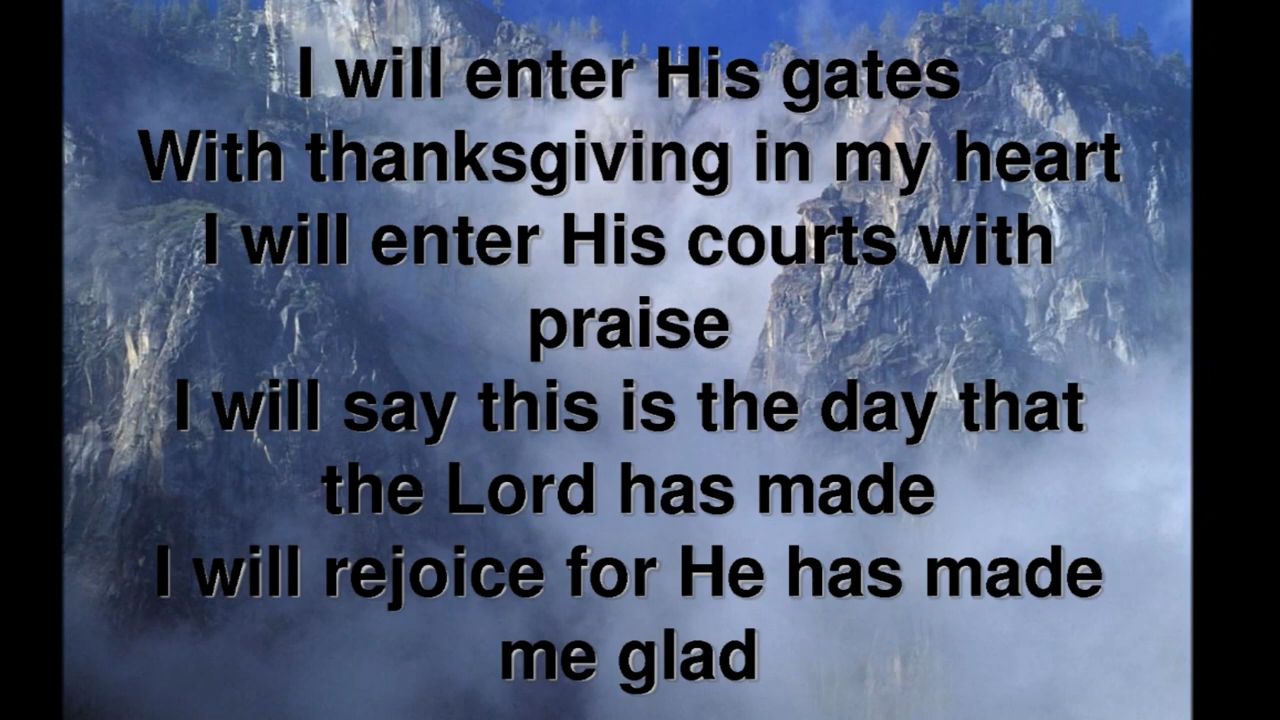 I will enter His gates
With thanksgiving in my heart
I will enter His courts with
praise
I will say this is the day that
the Lord has made
I will rejoice for He has made
me glad